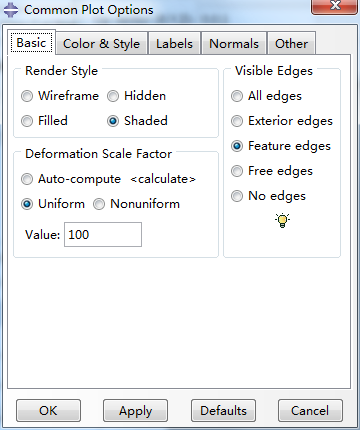 Common Plot Options
Basic Color & Style Labels Normals Other
Render Style
Wireframe Hidden
Filled Shaded
Deformation Scale Factor
Auto-compute <calculate>
Uniform Nonuniform
Value: 100
Visible Edges
All edges
Exterior edges
Feature edges
Free edges
No edges
OK Apply Defaults Cancel